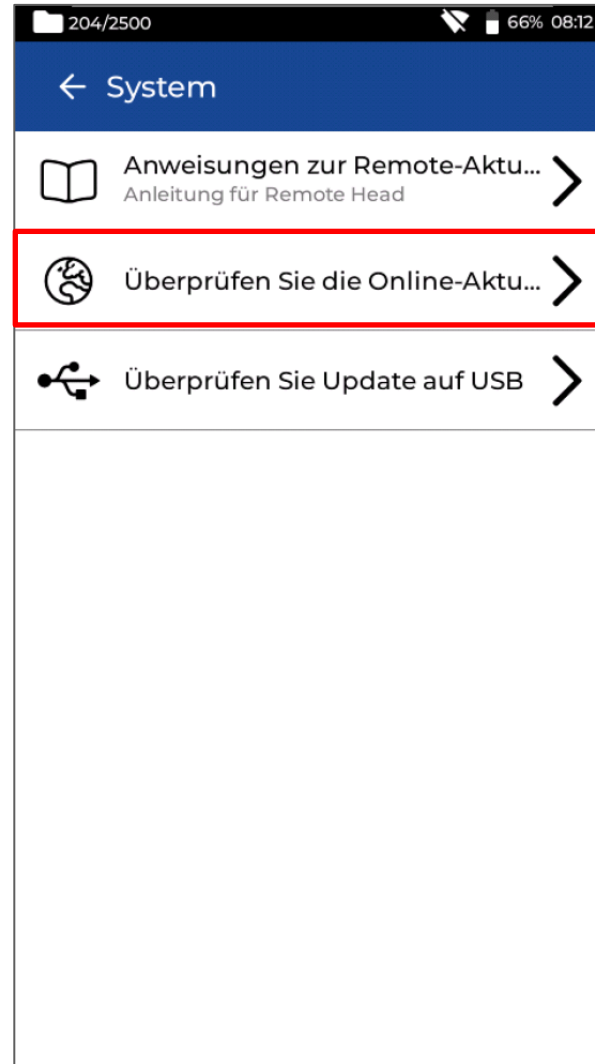 204/2500 66% 08:12
System
Anweisungen zur Remote-Aktu...
Anleitung für Remote Head
Überprüfen Sie die Online-Aktu...
Überprüfen Sie Update auf USB